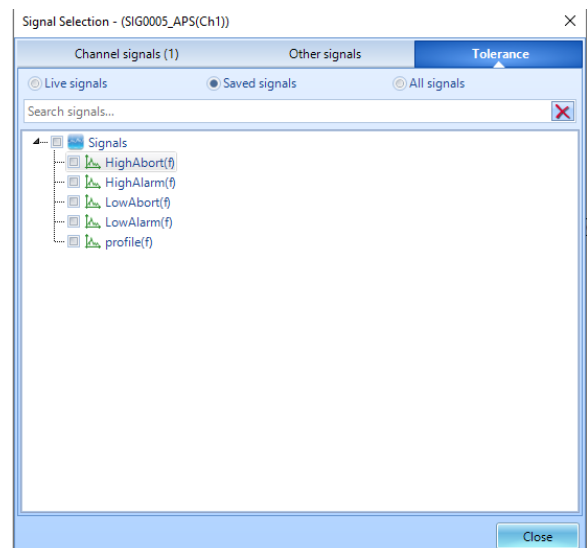 Signal Selection - (SIG0005_APS(Ch1))
Channel signals (1) Other signals Tolerance
Live signals Saved signals All signals
Search signals...
Signals
HighAbort(f)
HighAlarm(f)
LowAbort(f)
LowAlarm(f)
profile(f)
Close